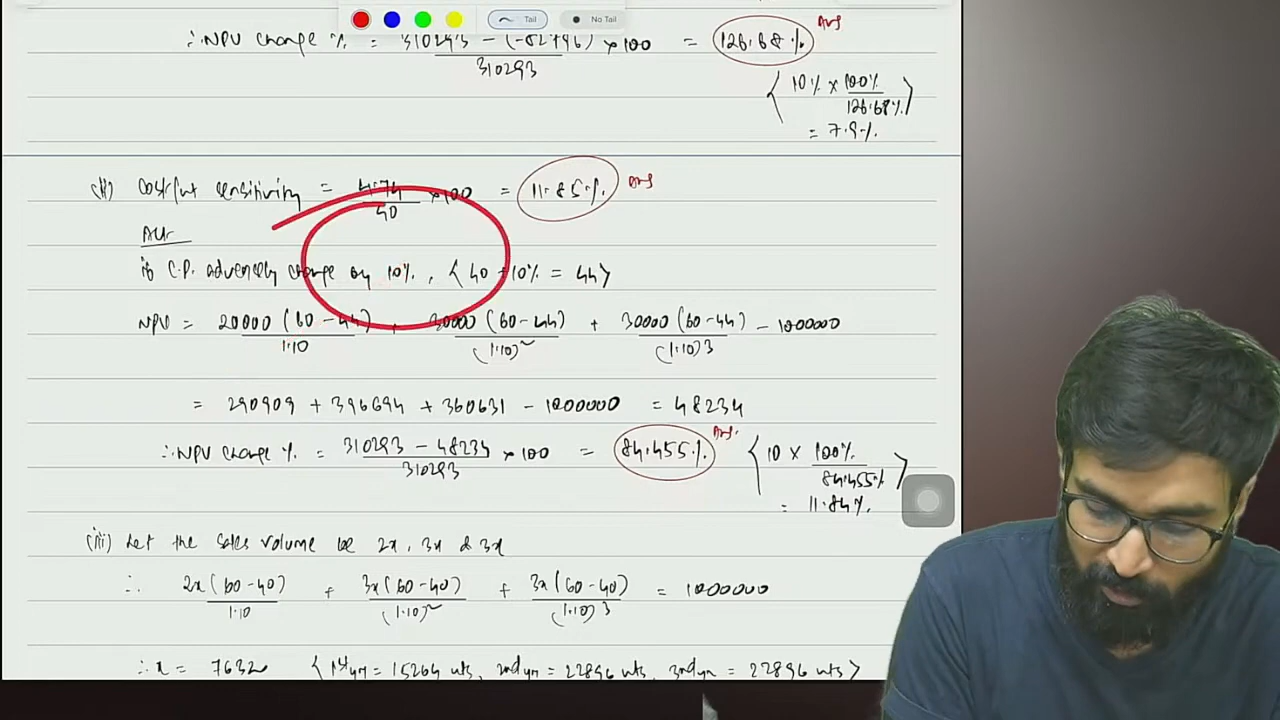 Tail No Tail
∴ NPV change % = 310293 - (-82796) / 310293 × 100 = 126.68% Ans
< 10% × 100% / 126.68% >
= 7.9%
(ii) Cost/unit sensitivity = 4.74 / 40 × 100 = 11.85% Ans
Alt
if C.P. adversely change by 10%, < 40 + 10% = 44 >
NPV = 20000 (60-44) / 1.10 + 30000 (60-44) / (1.10)² + 30000 (60-44) / (1.10)3 - 1000000
= 290909 + 396694 + 360631 - 1000000 = 48234
∴ NPV change % = 310293 - 48234 / 310293 × 100 = 84.455% Ans.
< 10 × 100% / 84.455% >
= 11.84%
(iii) Let the sales volume be 2x, 3x & 3x
∴ 2x (60-40) / 1.10 + 3x (60-40) / (1.10)² + 3x (60-40) / (1.10)3 = 1000000
∴ x = 7632 < 1st yr = 15264 uts, 2nd yr = 22896 uts, 3rd yr = 22896 uts >